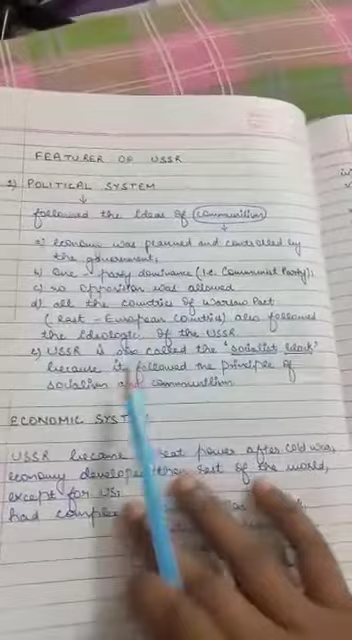 FEATURER OF USSR
1) POLITICAL SYSTEM
followed the Ideas of communism
a) economy was planned and controlled by
the government,
b) One party dominance (i.e. Communist Party),
c) no opposition was allowed
d) all the countries of Warsaw Pact
(East - European Countries) also followed
the Ideologie of the USSR
e) USSR is also called the "socialist block"
because it followed the principle of
socialism and communism
ECONOMIC SYSTE
USSR became power after cold war,
economy developed than rest of the world,
except for US.
had complex